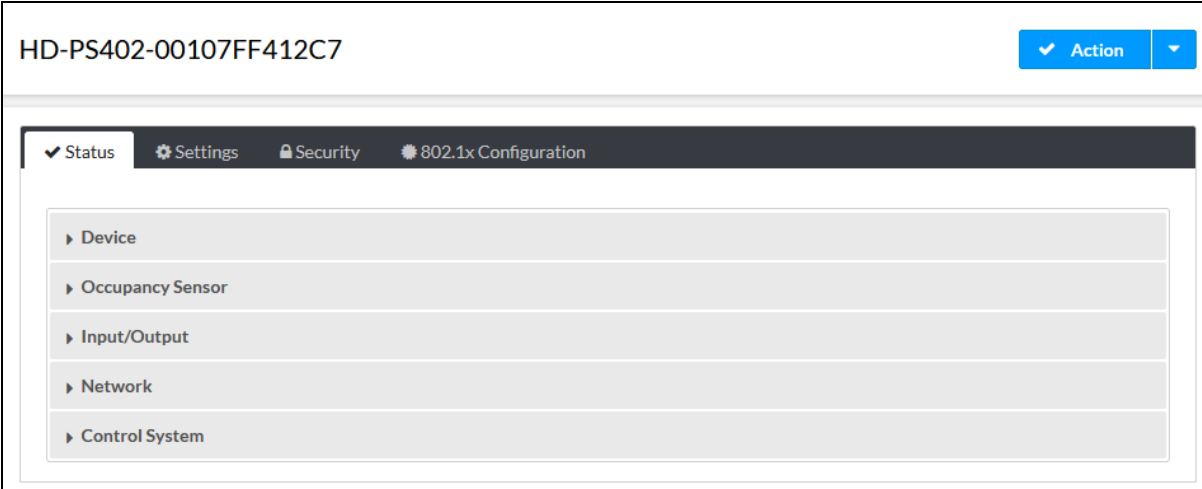 HD-PS402-00107FF412C7
Action
Status Settings Security 802.1x Configuration
Device
Occupancy Sensor
Input/Output
Network
Control System